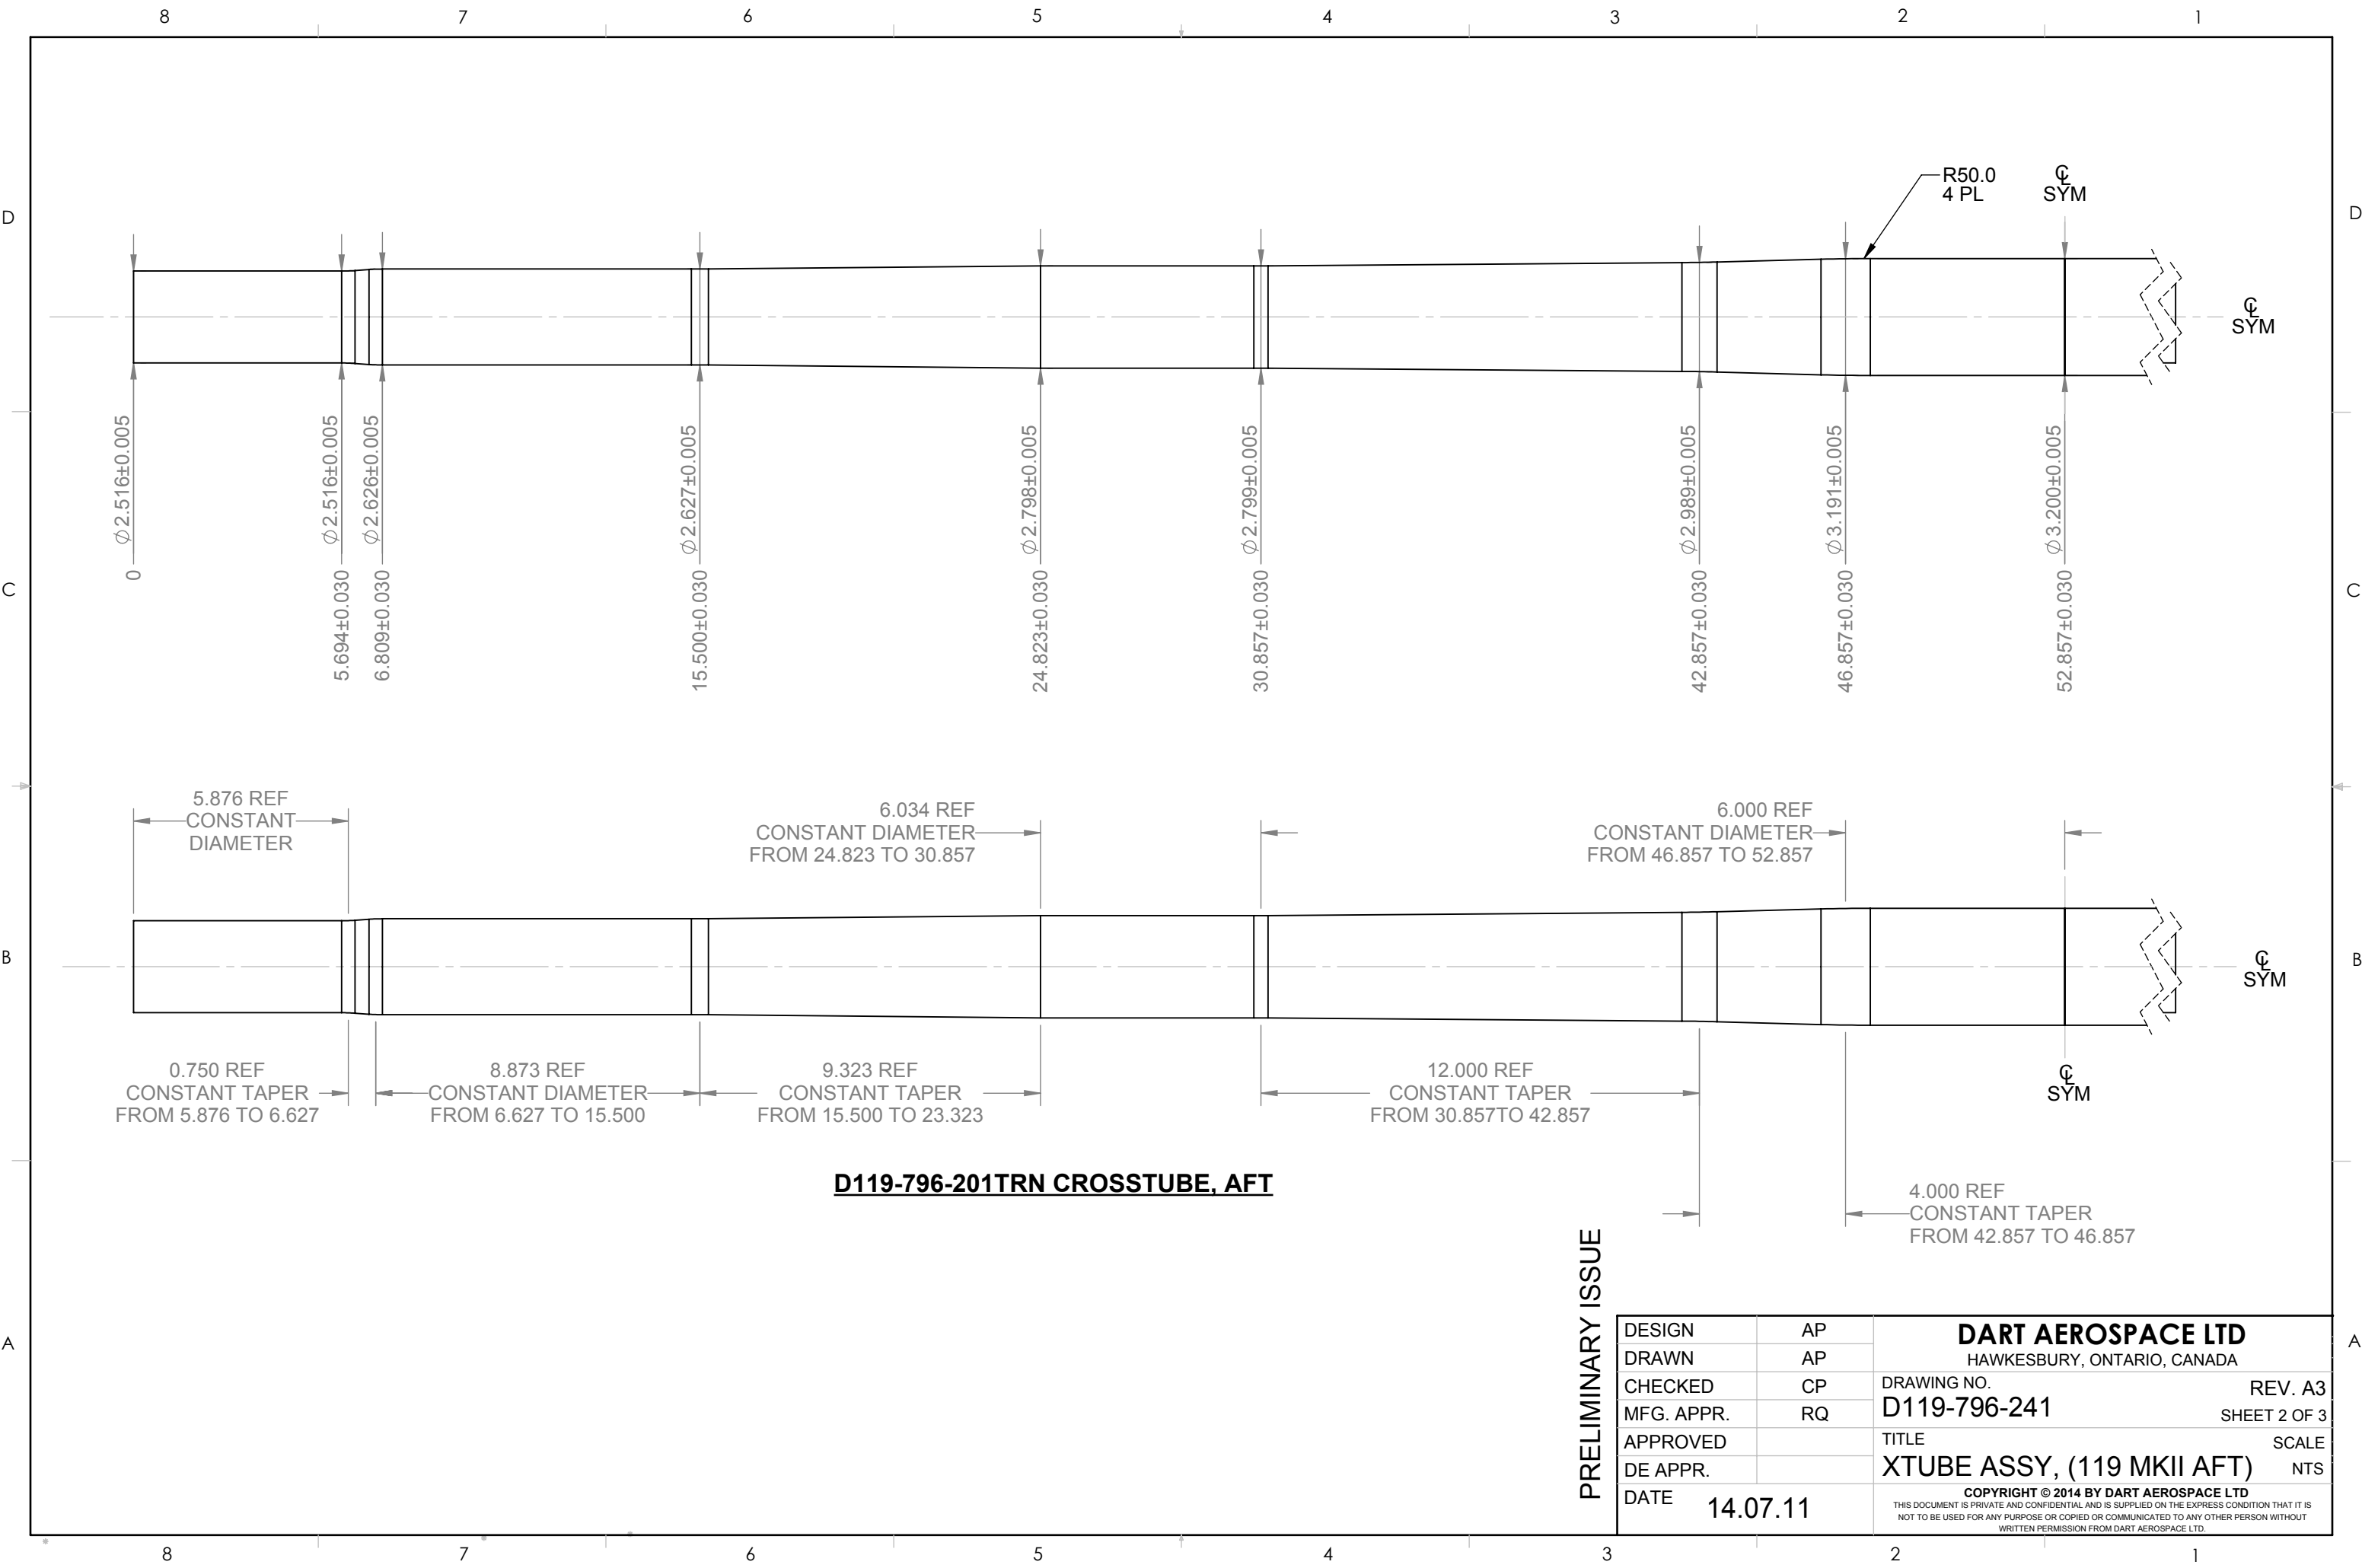 8 7 6 5 4 3 2 1
R50.0
4 PL
℄
SYM
D D
℄
SYM
∅2.516±0.005
∅2.516±0.005
∅2.626±0.005
∅2.627±0.005
∅2.798±0.005
∅2.799±0.005
∅2.989±0.005
∅3.191±0.005
∅3.200±0.005
0
5.694±0.030
6.809±0.030
15.500±0.030
24.823±0.030
30.857±0.030
42.857±0.030
46.857±0.030
52.857±0.030
C C
5.876 REF
CONSTANT
DIAMETER
6.034 REF
CONSTANT DIAMETER
FROM 24.823 TO 30.857
6.000 REF
CONSTANT DIAMETER
FROM 46.857 TO 52.857
B B
℄
SYM
0.750 REF
CONSTANT TAPER
FROM 5.876 TO 6.627
8.873 REF
CONSTANT DIAMETER
FROM 6.627 TO 15.500
9.323 REF
CONSTANT TAPER
FROM 15.500 TO 23.323
12.000 REF
CONSTANT TAPER
FROM 30.857TO 42.857
℄
SYM
D119-796-201TRN CROSSTUBE, AFT
4.000 REF
CONSTANT TAPER
FROM 42.857 TO 46.857
PRELIMINARY ISSUE
A A
DESIGN AP
DRAWN AP
CHECKED CP
MFG. APPR. RQ
APPROVED
DE APPR.
DATE 14.07.11
DART AEROSPACE LTD
HAWKESBURY, ONTARIO, CANADA
DRAWING NO. REV. A3
D119-796-241 SHEET 2 OF 3
TITLE SCALE
XTUBE ASSY, (119 MKII AFT) NTS
COPYRIGHT © 2014 BY DART AEROSPACE LTD
THIS DOCUMENT IS PRIVATE AND CONFIDENTIAL AND IS SUPPLIED ON THE EXPRESS CONDITION THAT IT IS
NOT TO BE USED FOR ANY PURPOSE OR COPIED OR COMMUNICATED TO ANY OTHER PERSON WITHOUT
WRITTEN PERMISSION FROM DART AEROSPACE LTD.
8 7 6 5 4 3 2 1